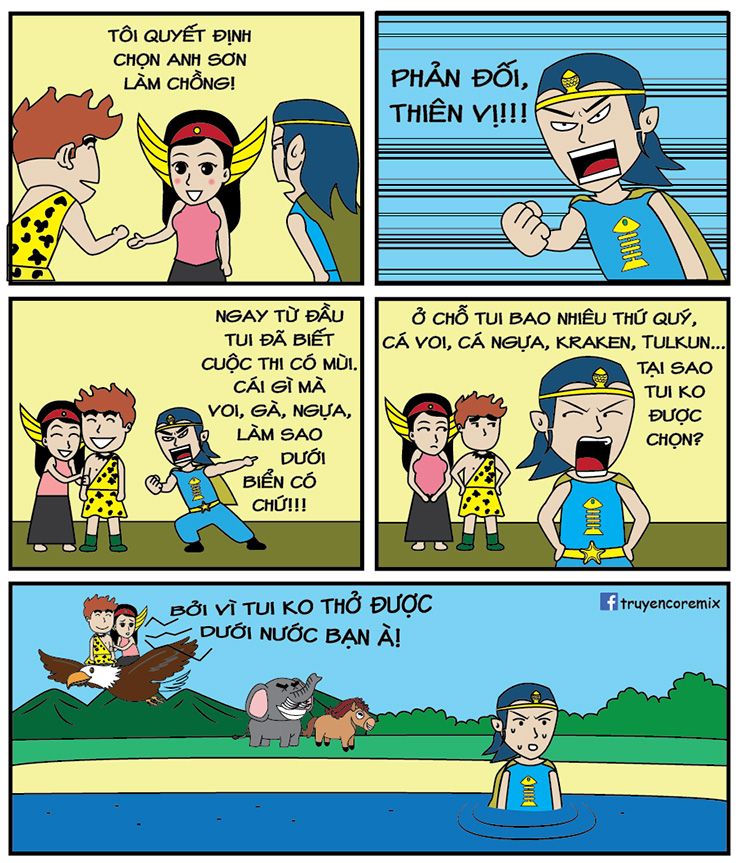 TÔI QUYẾT ĐỊNH
CHỌN ANH SƠN
LÀM CHỒNG!
PHẢN ĐỐI,
THIÊN VỊ!!!
NGAY TỪ ĐẦU
TUI ĐÃ BIẾT
CUỘC THI CÓ MÙI.
CÁI GÌ MÀ
VOI, GÀ, NGỰA,
LÀM SAO
DƯỚI
BIỂN CÓ
CHỨ!!!
Ở CHỖ TUI BAO NHIÊU THỨ QUÝ,
CÁ VOI, CÁ NGỰA, KRAKEN, TULKUN...
TẠI SAO
TUI KO
ĐƯỢC
CHỌN?
f truyencoremix
BỞI VÌ TUI KO THỞ ĐƯỢC
DƯỚI NƯỚC BẠN À!